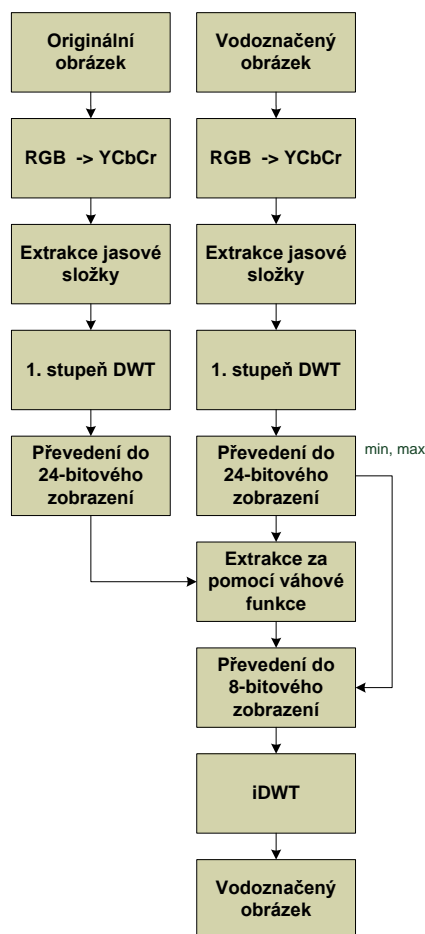 Originální
obrázek
RGB -> YCbCr
Extrakce jasové
složky
1. stupeň DWT
Převedení do
24-bitového
zobrazení
Vodoznačený
obrázek
RGB -> YCbCr
Extrakce jasové
složky
1. stupeň DWT
Převedení do
24-bitového
zobrazení
min, max
Extrakce za
pomocí váhové
funkce
Převedení do
8-bitového
zobrazení
iDWT
Vodoznačený
obrázek